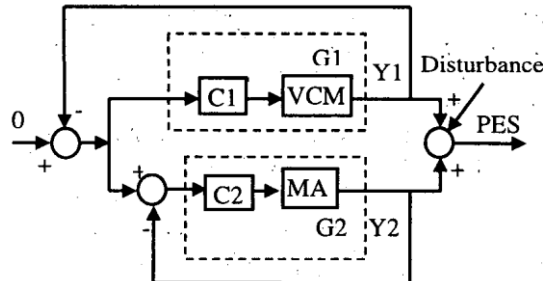 G1
Y1
Disturbance
-
C1
VCM
+
0
PES
+
+
+
C2
MA
-
G2
Y2